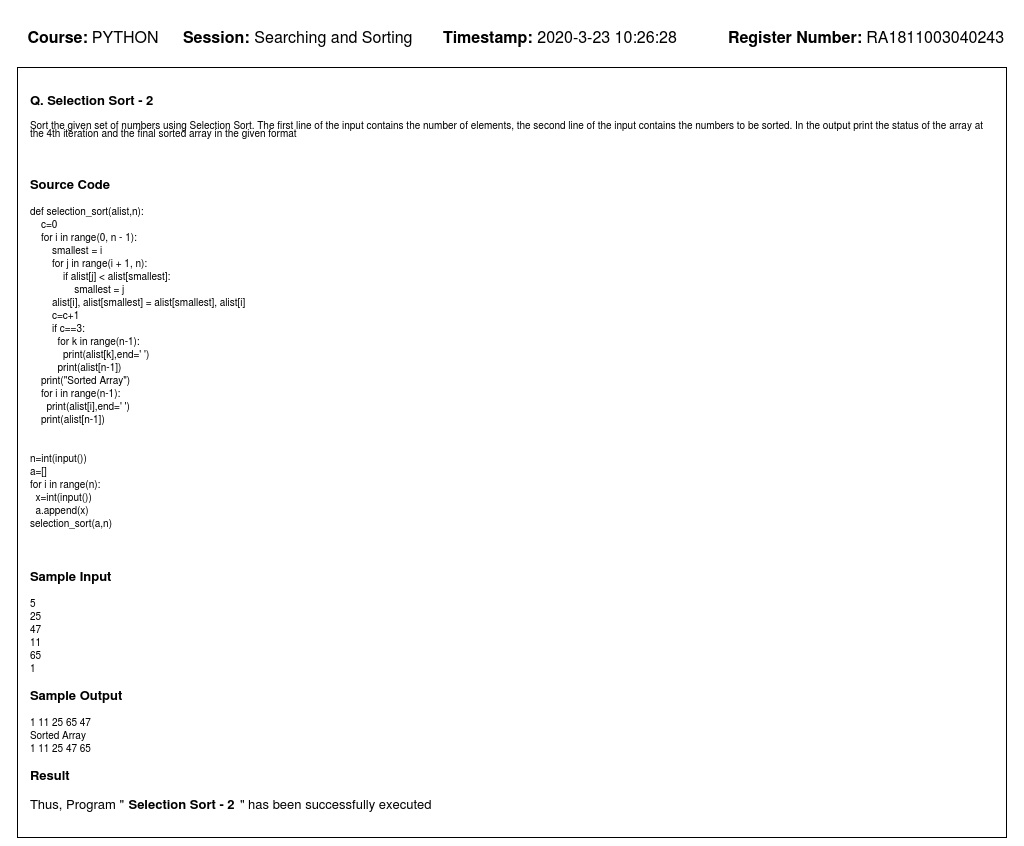 Course: PYTHON Session: Searching and Sorting Timestamp: 2020-3-23 10:26:28 Register Number: RA1811003040243
Q. Selection Sort - 2
Sort the given set of numbers using Selection Sort. The first line of the input contains the number of elements, the second line of the input contains the numbers to be sorted. In the output print the status of the array at
the 4th iteration and the final sorted array in the given format
Source Code
def selection_sort(alist,n):
    c=0
    for i in range(0, n - 1):
        smallest = i
        for j in range(i + 1, n):
            if alist[j] < alist[smallest]:
                smallest = j
        alist[i], alist[smallest] = alist[smallest], alist[i]
        c=c+1
        if c==3:
          for k in range(n-1):
            print(alist[k],end=' ')
          print(alist[n-1])
    print("Sorted Array")
    for i in range(n-1):
      print(alist[i],end=' ')
    print(alist[n-1])
n=int(input())
a=[]
for i in range(n):
  x=int(input())
  a.append(x)
selection_sort(a,n)
Sample Input
5
25
47
11
65
1
Sample Output
1 11 25 65 47
Sorted Array
1 11 25 47 65
Result
Thus, Program " Selection Sort - 2 " has been successfully executed